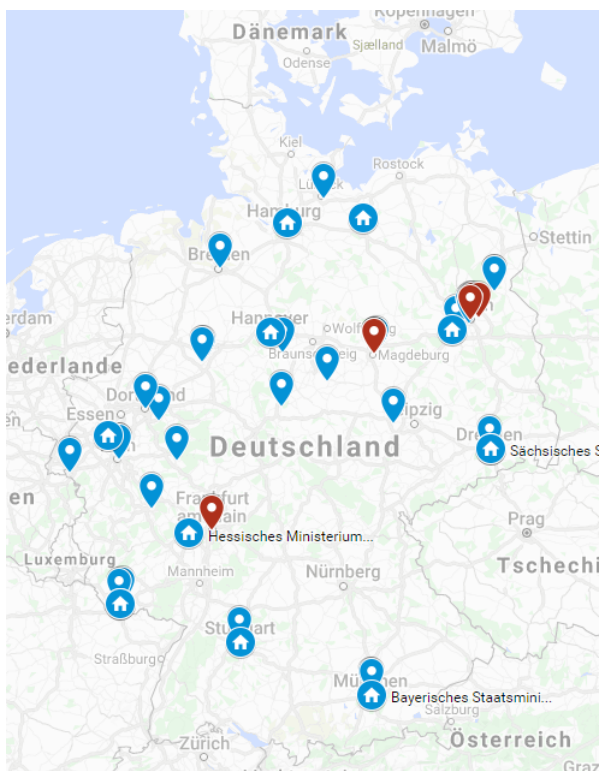 Kopenhagen
Dänemark
Malmö
Sjælland
Odense
Kiel
Rostock
Lübeck
Hamburg
Stettin
Bremen
Hannover
Braunschweig
Magdeburg
ederlande
Dortmund
Essen
Leipzig
Dresden
Deutschland
Sächsisches S
en
Frankfurt
am Main
Prag
Hessisches Ministerium...
Luxemburg
Tschechi
Mannheim
Nürnberg
Stuttgart
Straßburg
München
Bayerisches Staatsmini...
Salzburg
Österreich
Zürich
Graz